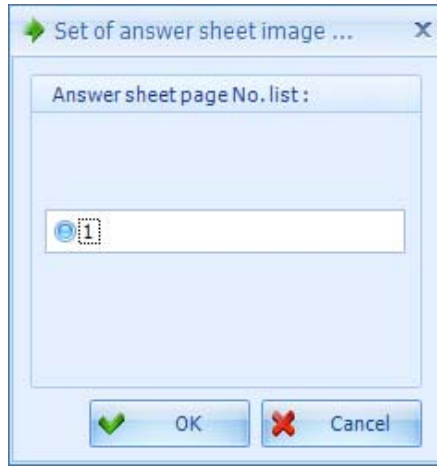 Set of answer sheet image ...
Answer sheet page No. list :
1
OK
Cancel